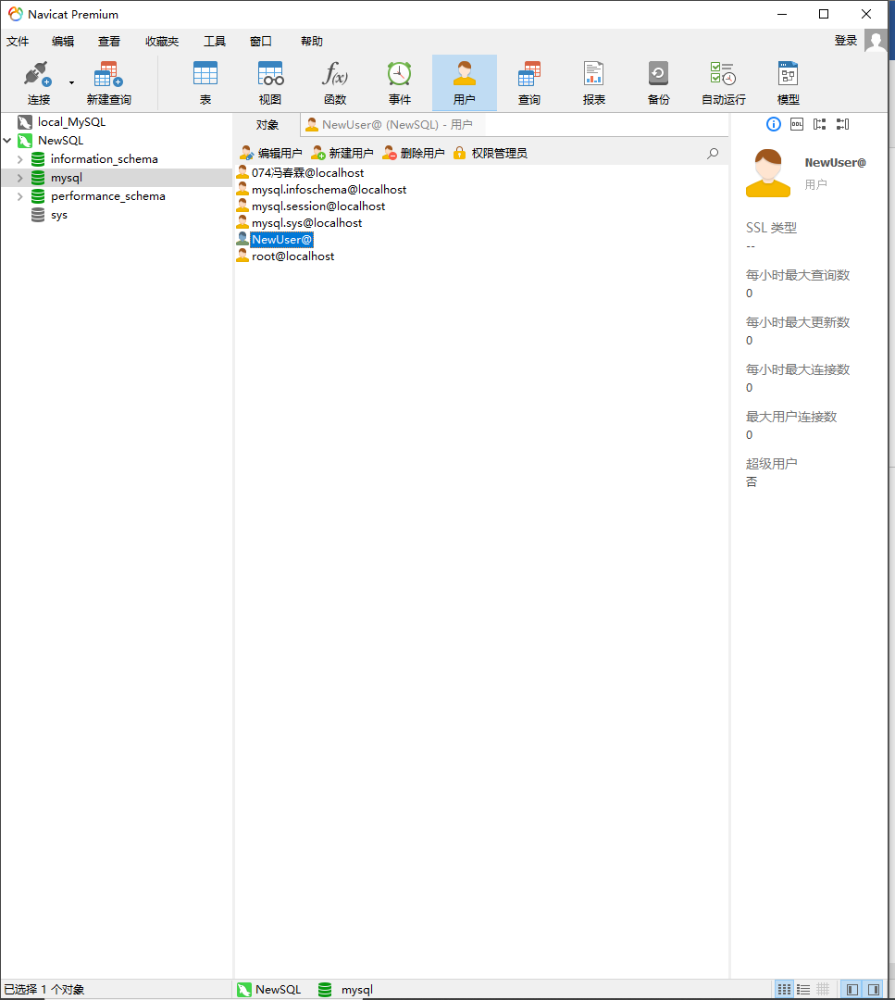 Navicat Premium
文件 编辑 查看 收藏夹 工具 窗口 帮助 登录
连接 新建查询 表 视图 函数 事件 用户 查询 报表 备份 自动运行 模型
f(x)
local_MySQL
NewSQL
information_schema
mysql
performance_schema
sys
对象 NewUser@ (NewSQL) - 用户
编辑用户 新建用户 删除用户 权限管理员
074冯春霖@localhost
mysql.infoschema@localhost
mysql.session@localhost
mysql.sys@localhost
NewUser@
root@localhost
DDL
NewUser@
用户
SSL 类型
--
每小时最大查询数
0
每小时最大更新数
0
每小时最大连接数
0
最大用户连接数
0
超级用户
否
已选择 1 个对象 NewSQL mysql